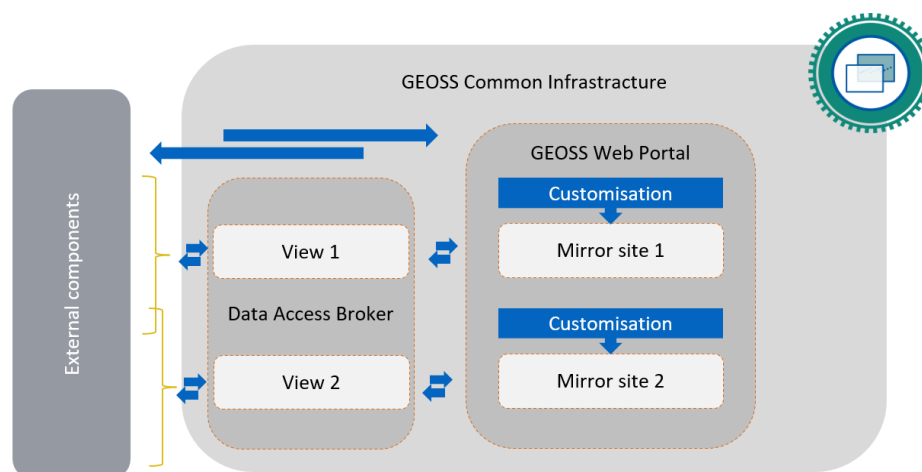 GEOSS Common Infrastracture
External components
GEOSS Web Portal
Customisation
View 1
Mirror site 1
Data Access Broker
Customisation
View 2
Mirror site 2